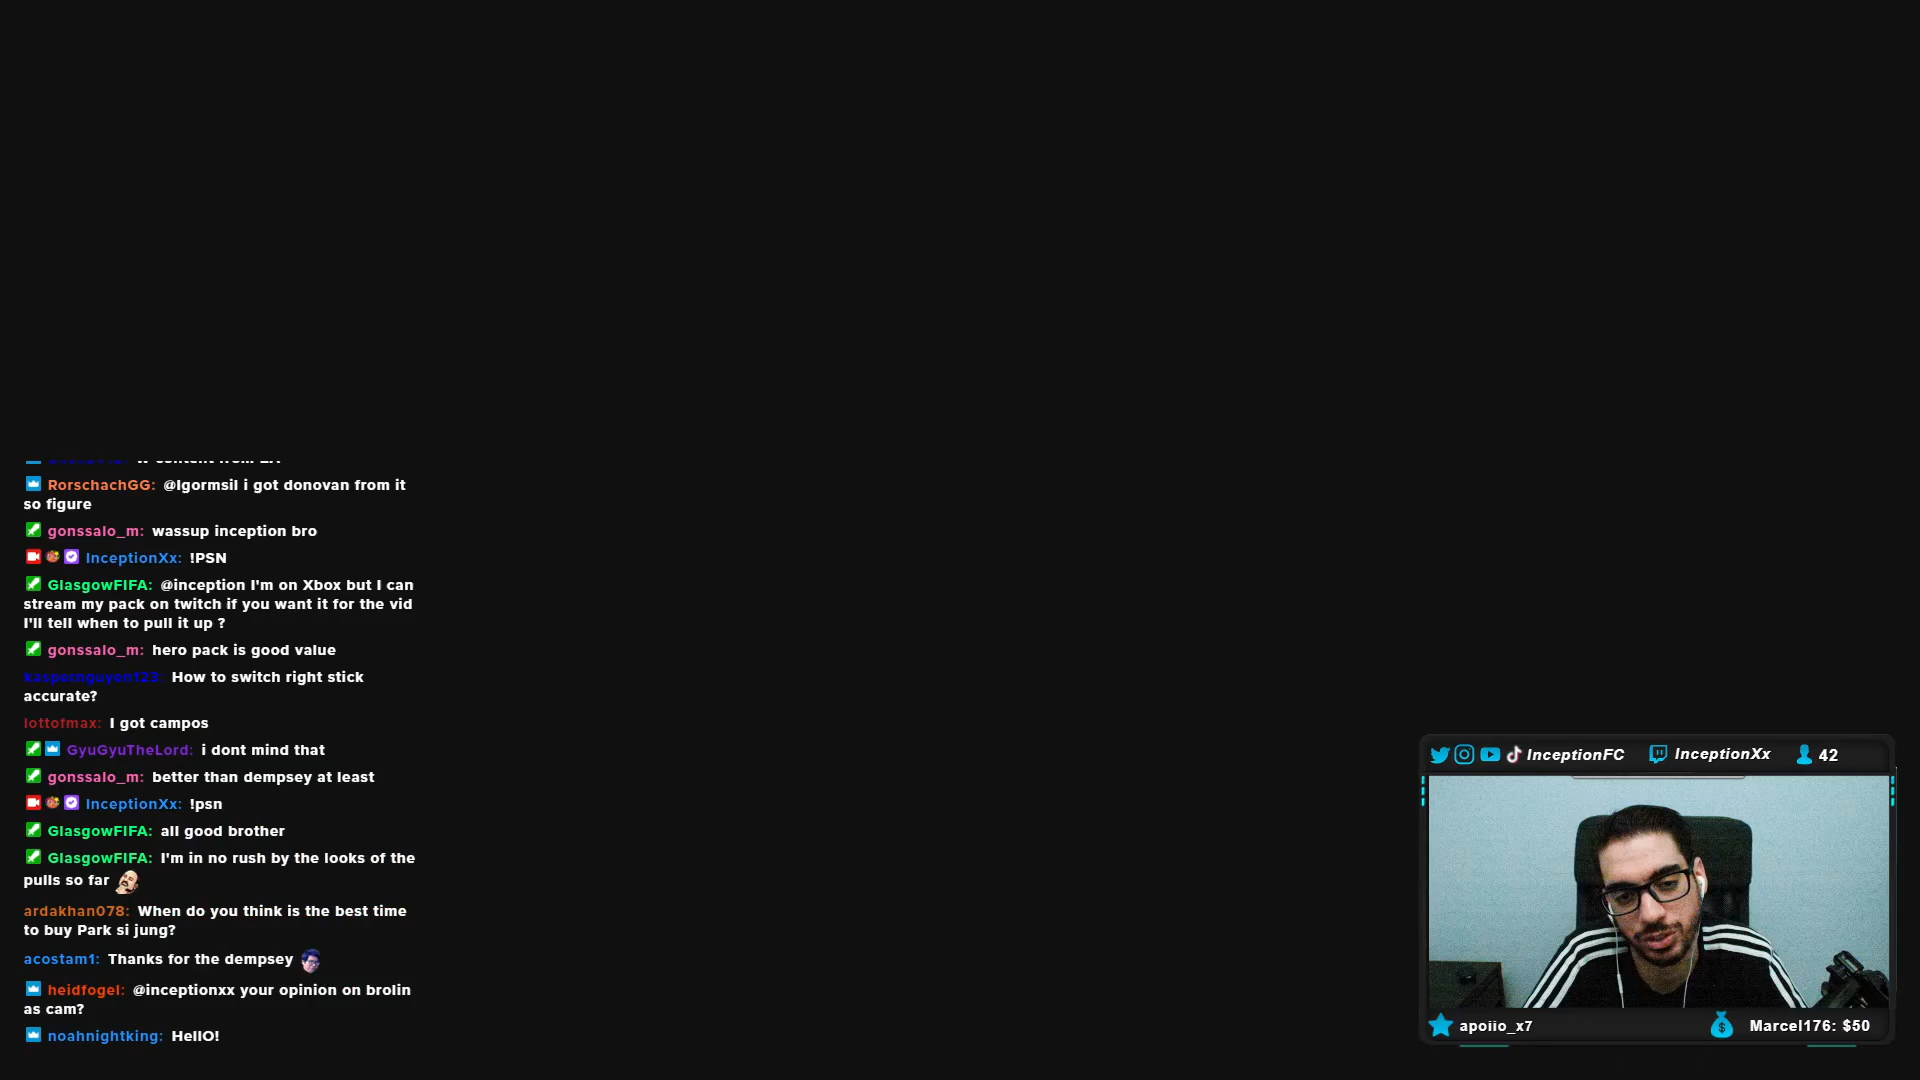 RorschachGG: @Igormsil i got donovan from it
so figure
gonssalo_m: wassup inception bro
InceptionXx: !PSN
GlasgowFIFA: @inception I'm on Xbox but I can
stream my pack on twitch if you want it for the vid
I'll tell when to pull it up ?
gonssalo_m: hero pack is good value
kaspernguyen123: How to switch right stick
accurate?
lottofmax: I got campos
GyuGyuTheLord: i dont mind that
gonssalo_m: better than dempsey at least
InceptionXx: !psn
GlasgowFIFA: all good brother
GlasgowFIFA: I'm in no rush by the looks of the
pulls so far
ardakhan078: When do you think is the best time
to buy Park si jung?
acostam1: Thanks for the dempsey
heidfogel: @inceptionxx your opinion on brolin
as cam?
noahnightking: HellO!
InceptionFC InceptionXx 42
apoiio_x7 Marcel176: $50